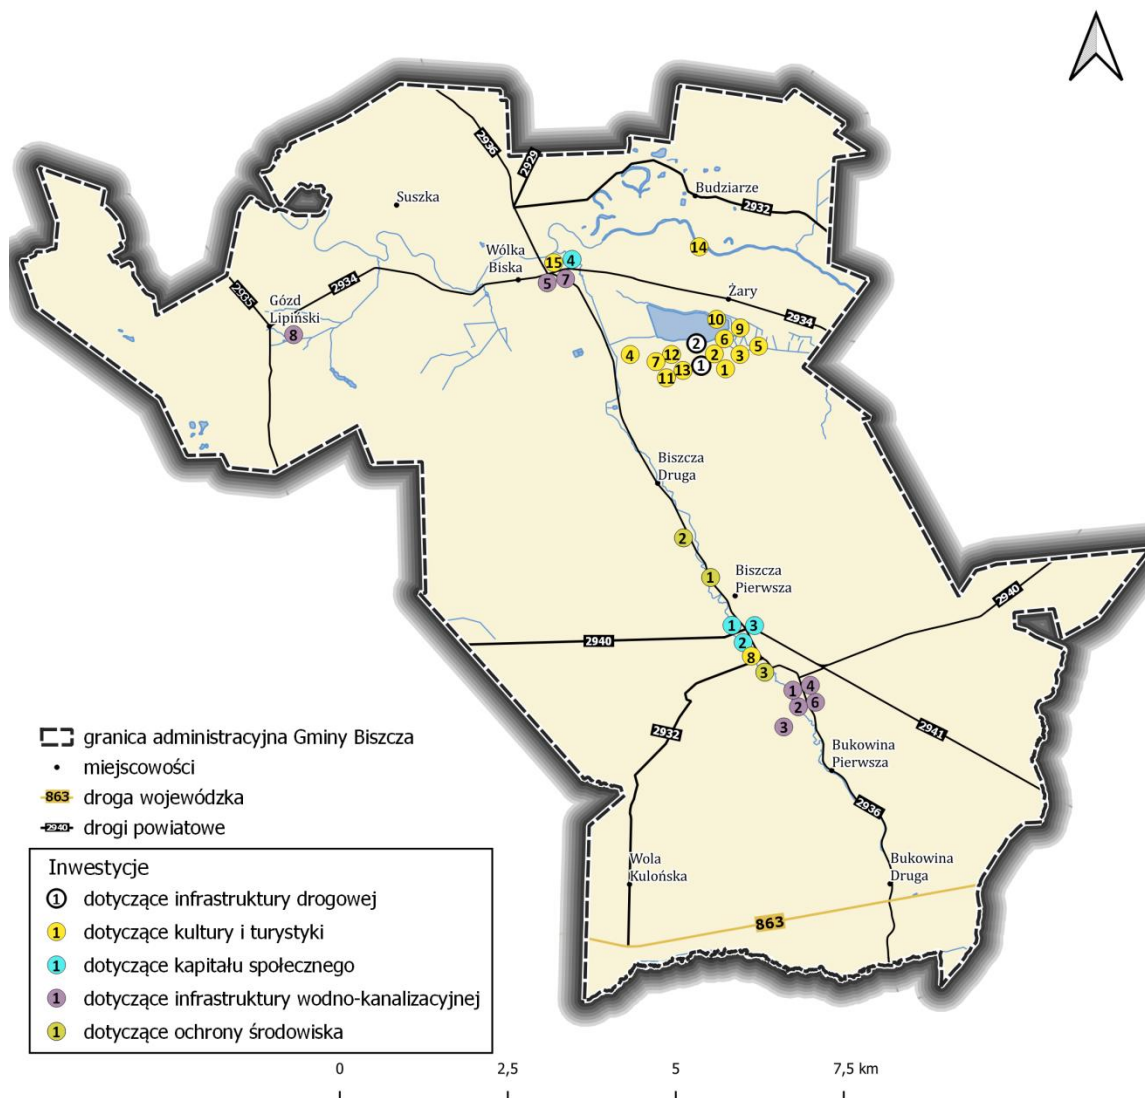 2936
2929
Budziarze
2932
Suszka
14
Wólka
Biska
15
4
5
7
2934
2935
Gózd
Lipiński
8
Żary
2934
10
9
6
5
2
4
12
2
3
7
13
1
1
11
Biszcza
Druga
2
1
Biszcza
Pierwsza
2940
1
3
2940
2
8
3
4
1
6
2
3
2932
2941
Bukowina
Pierwsza
2936
Wola
Kulońska
Bukowina
Druga
863
granica administracyjna Gminy Biszcza
miejscowości
863 droga wojewódzka
2940 drogi powiatowe
Inwestycje
1 dotyczące infrastruktury drogowej
1 dotyczące kultury i turystyki
1 dotyczące kapitału społecznego
1 dotyczące infrastruktury wodno-kanalizacyjnej
1 dotyczące ochrony środowiska
0 2,5 5 7,5 km